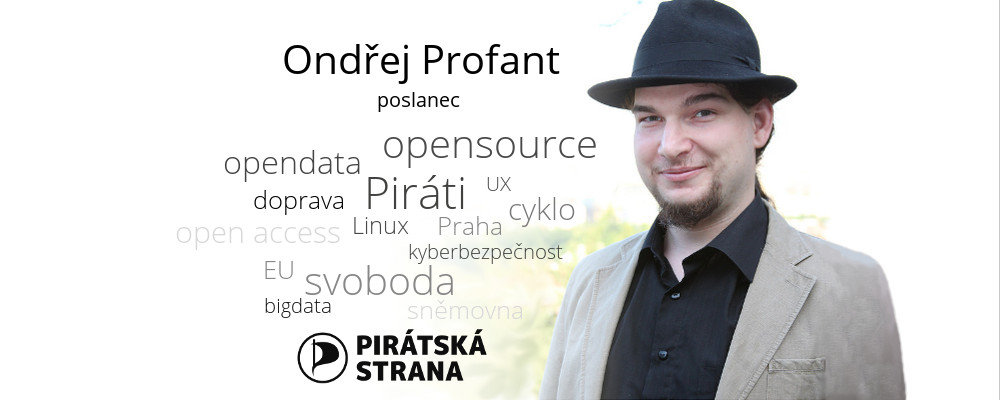 Ondřej Profant
poslanec
opensource
opendata
Piráti UX
doprava
cyklo
Linux Praha
open access
kyberbezpečnost
EU svoboda
bigdata
sněmovna
PIRÁTSKÁ
STRANA